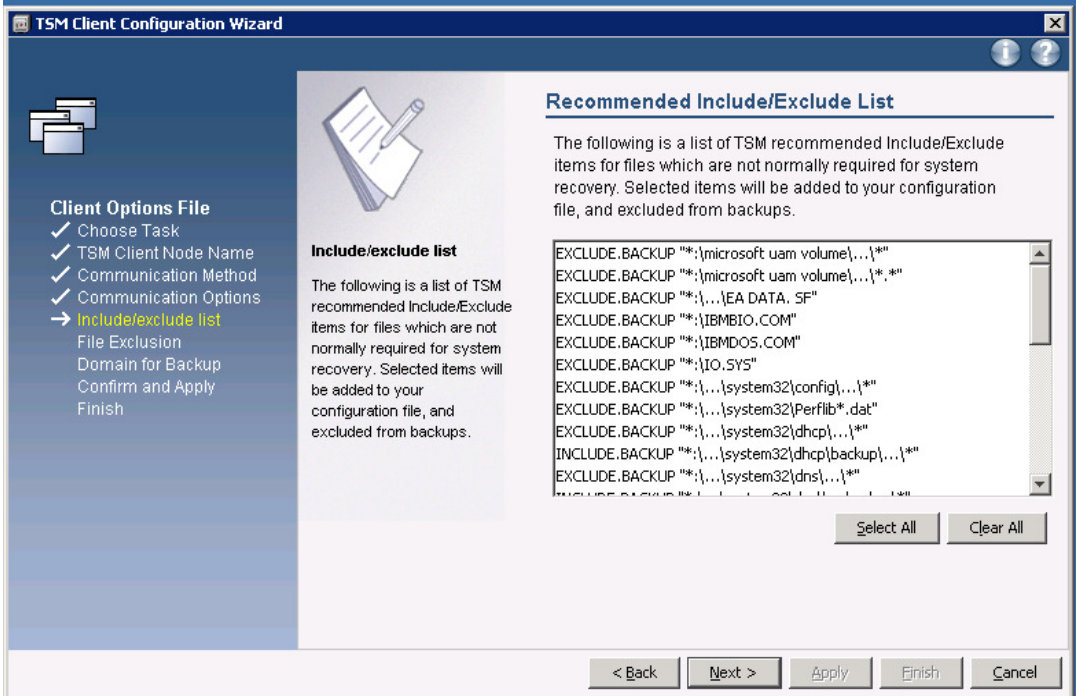 TSM Client Configuration Wizard
Client Options File
Choose Task
TSM Client Node Name
Communication Method
Communication Options
Include/exclude list
File Exclusion
Domain for Backup
Confirm and Apply
Finish
Include/exclude list
The following is a list of TSM
recommended Include/Exclude
items for files which are not
normally required for system
recovery. Selected items will
be added to your
configuration file, and
excluded from backups.
Recommended Include/Exclude List
The following is a list of TSM recommended Include/Exclude
items for files which are not normally required for system
recovery. Selected items will be added to your configuration
file, and excluded from backups.
EXCLUDE.BACKUP "*:\microsoft uam volume\...\*"
EXCLUDE.BACKUP "*:\microsoft uam volume\...\*.*"
EXCLUDE.BACKUP "*:\...\EA DATA. SF"
EXCLUDE.BACKUP "*:\IBMBIO.COM"
EXCLUDE.BACKUP "*:\IBMDOS.COM"
EXCLUDE.BACKUP "*:\IO.SYS"
EXCLUDE.BACKUP "*:\...\system32\config\...\*"
EXCLUDE.BACKUP "*:\...\system32\Perflib*.dat"
EXCLUDE.BACKUP "*:\...\system32\dhcp\...\*"
INCLUDE.BACKUP "*:\...\system32\dhcp\backup\...\*"
EXCLUDE.BACKUP "*:\...\system32\dns\...\*"
Select All
Clear All
< Back
Next >
Apply
Finish
Cancel